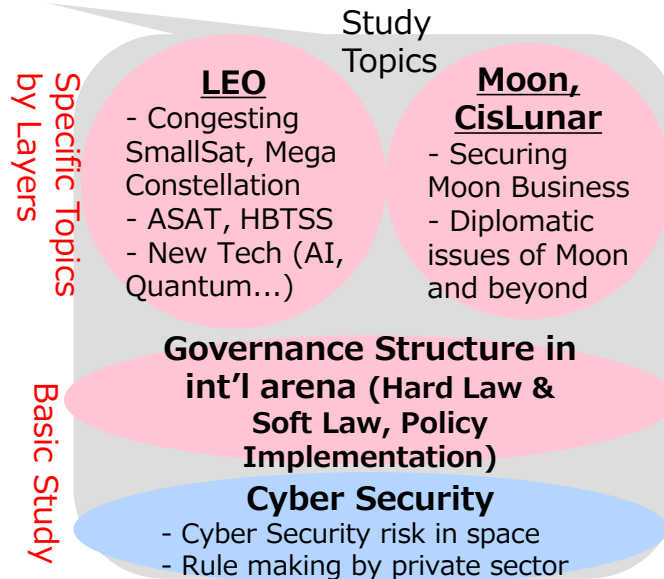 Study
Topics
Specific Topics
by Layers
LEO
- Congesting
SmallSat, Mega
Constellation
- ASAT, HBTSS
- New Tech (AI,
Quantum...)
Moon,
CisLunar
- Securing
Moon Business
- Diplomatic
issues of Moon
and beyond
Basic Study
Governance Structure in
int'l arena (Hard Law &
Soft Law, Policy
Implementation)
Cyber Security
- Cyber Security risk in space
- Rule making by private sector